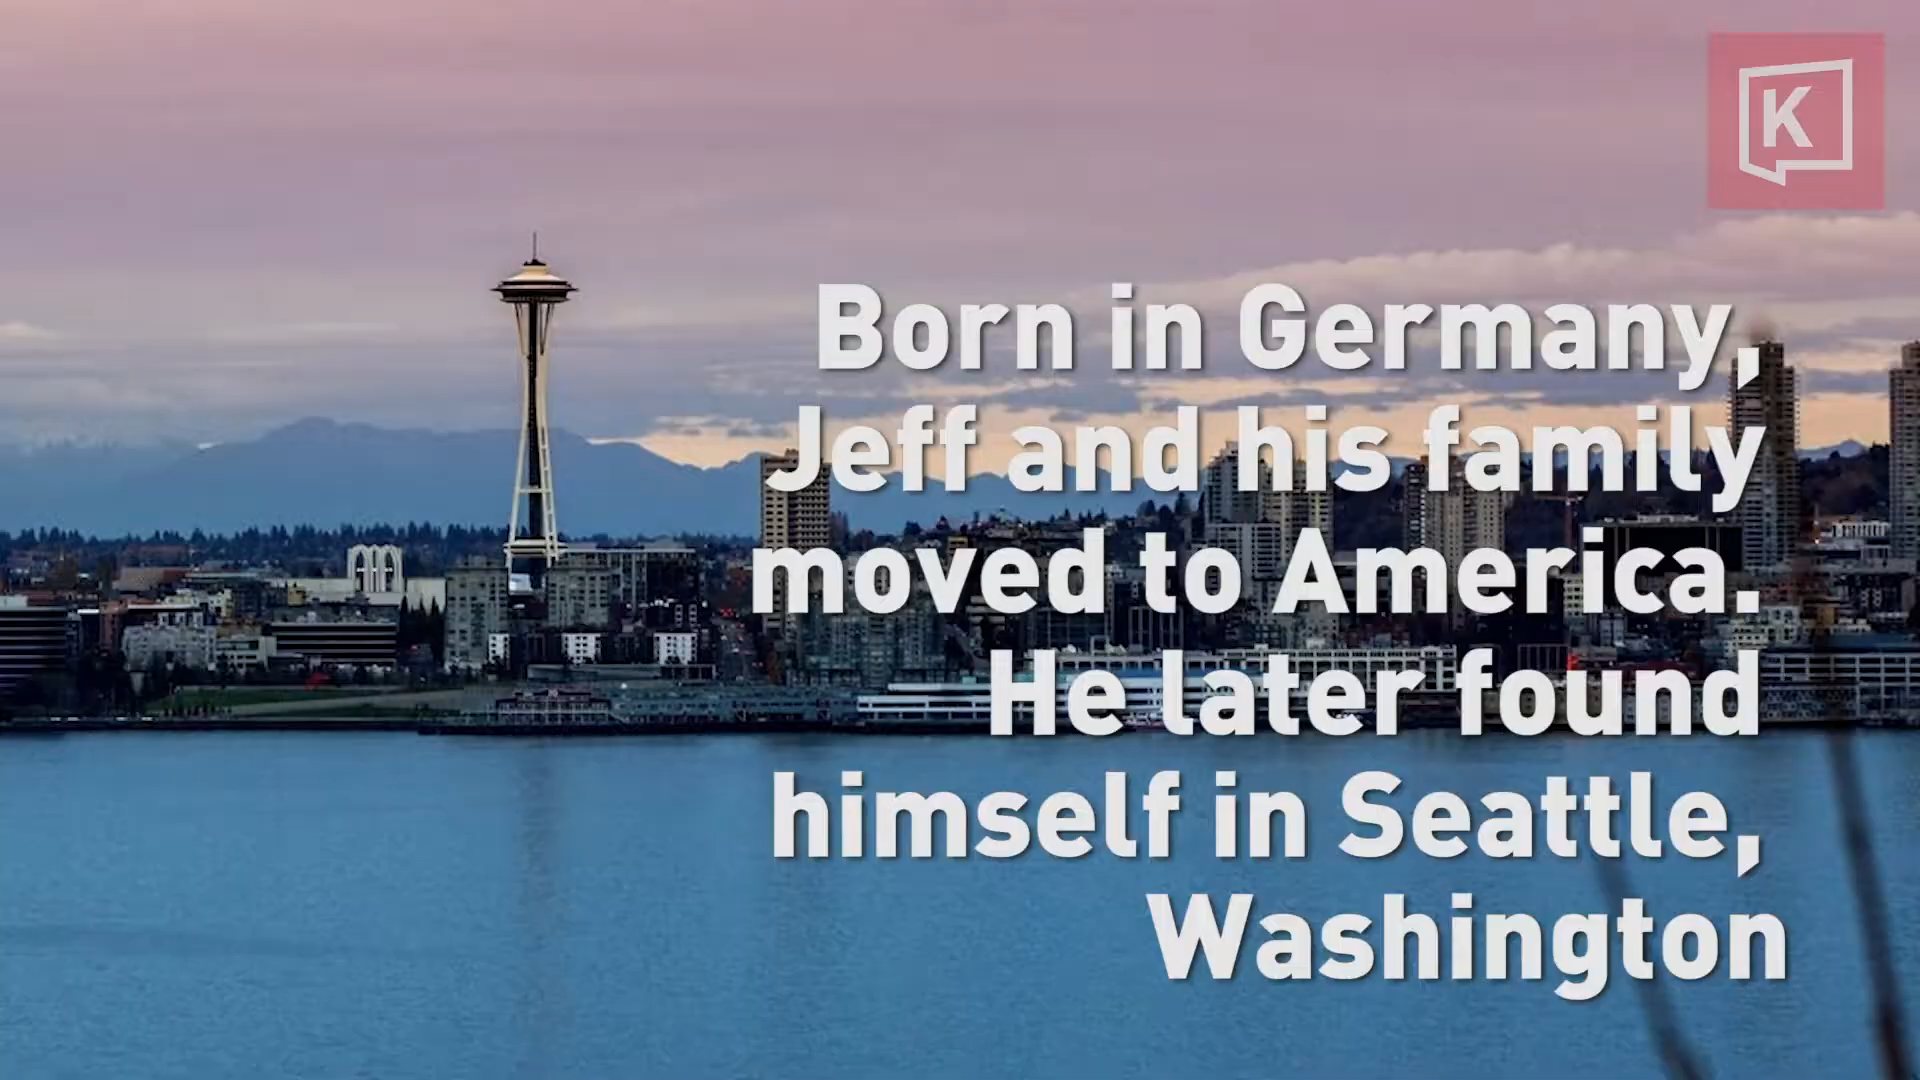 K
Born in Germany,
Jeff and his family
moved to America.
He later found
himself in Seattle,
Washington